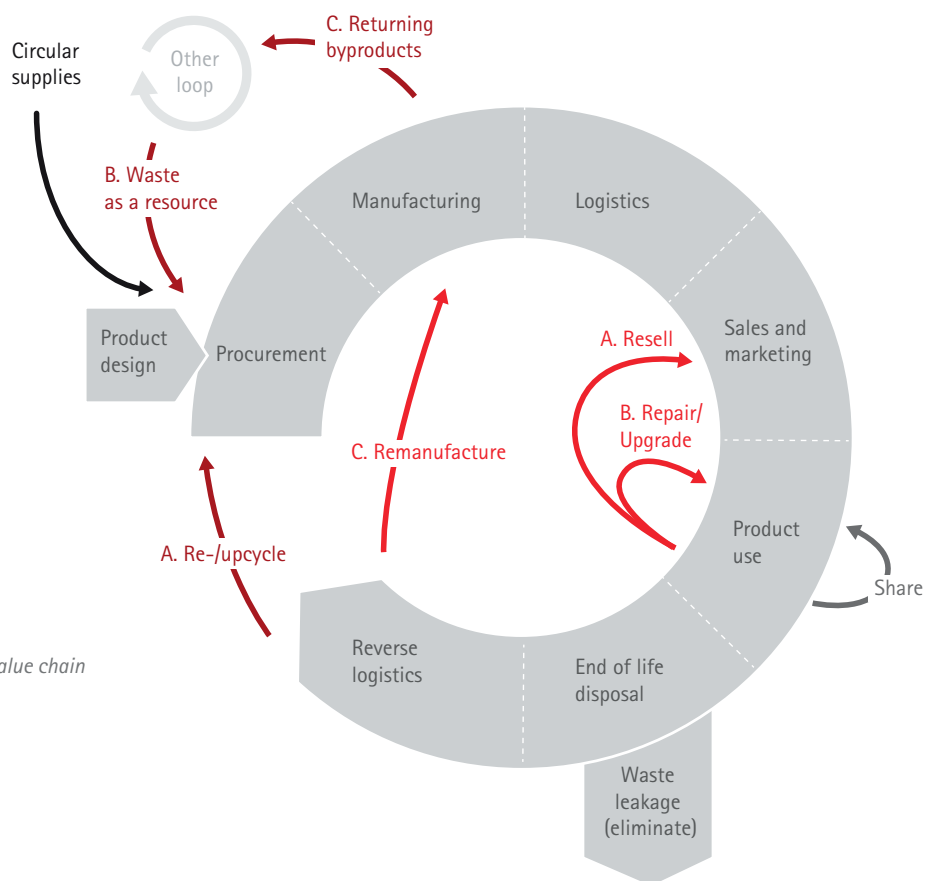 C. Returning
byproducts
Circular
supplies
Other
loop
B. Waste
as a resource
Manufacturing
Logistics
Product
design
Procurement
Sales and
marketing
A. Resell
B. Repair/
Upgrade
C. Remanufacture
Product
use
A. Re-/upcycle
Share
Reverse
logistics
End of life
disposal
alue chain
Waste
leakage
(eliminate)